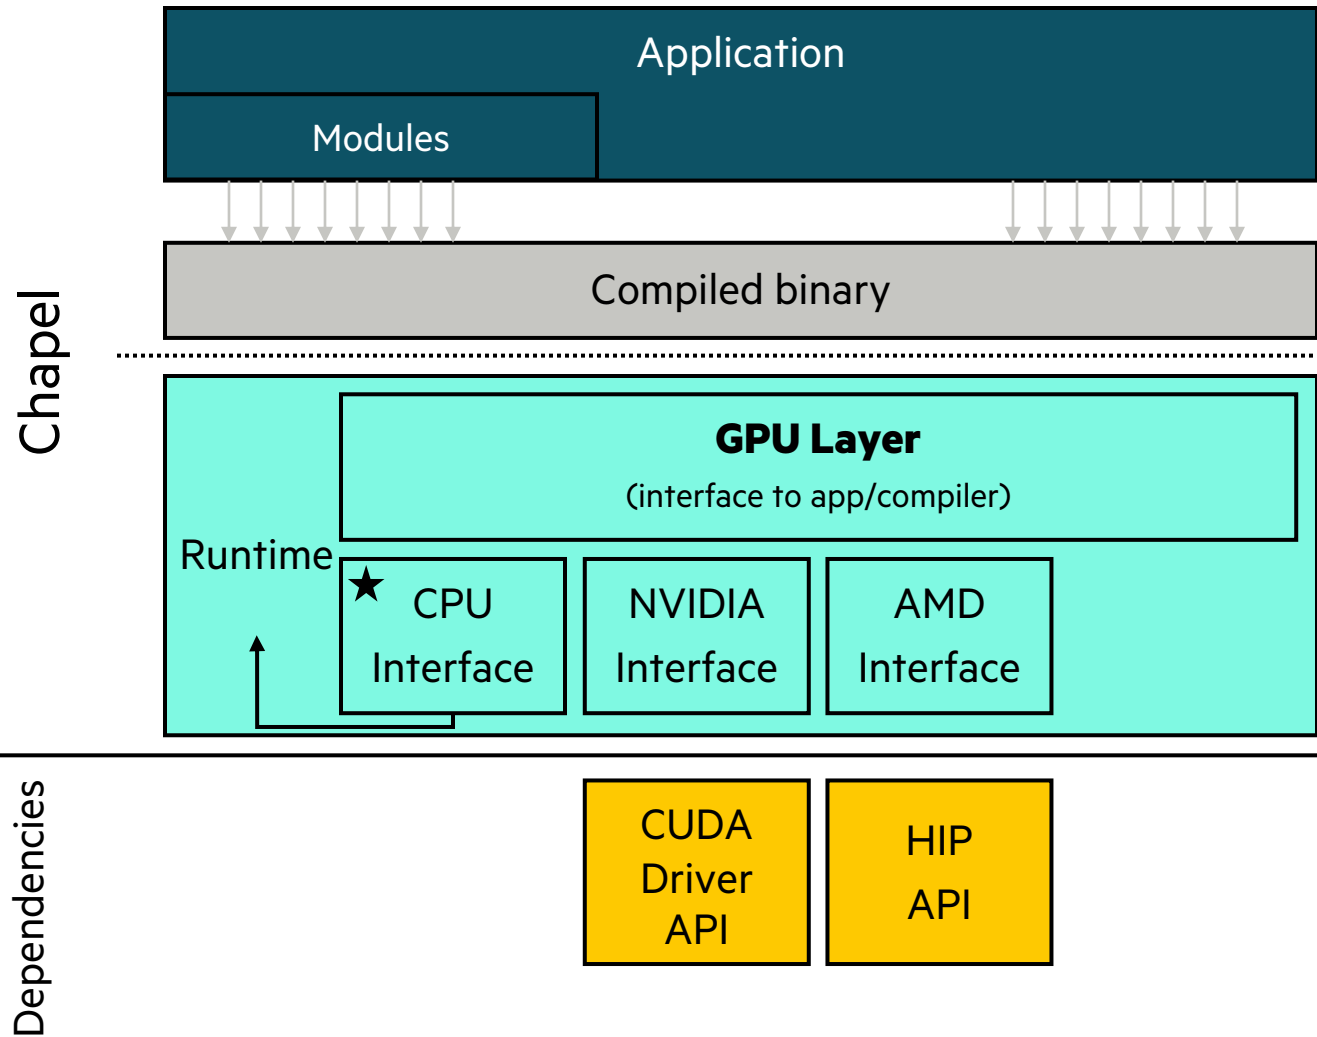 Application
Modules
Compiled binary
Chapel
GPU Layer
(interface to app/compiler)
Runtime
CPU
Interface
NVIDIA
Interface
AMD
Interface
Dependencies
CUDA
Driver
API
HIP
API